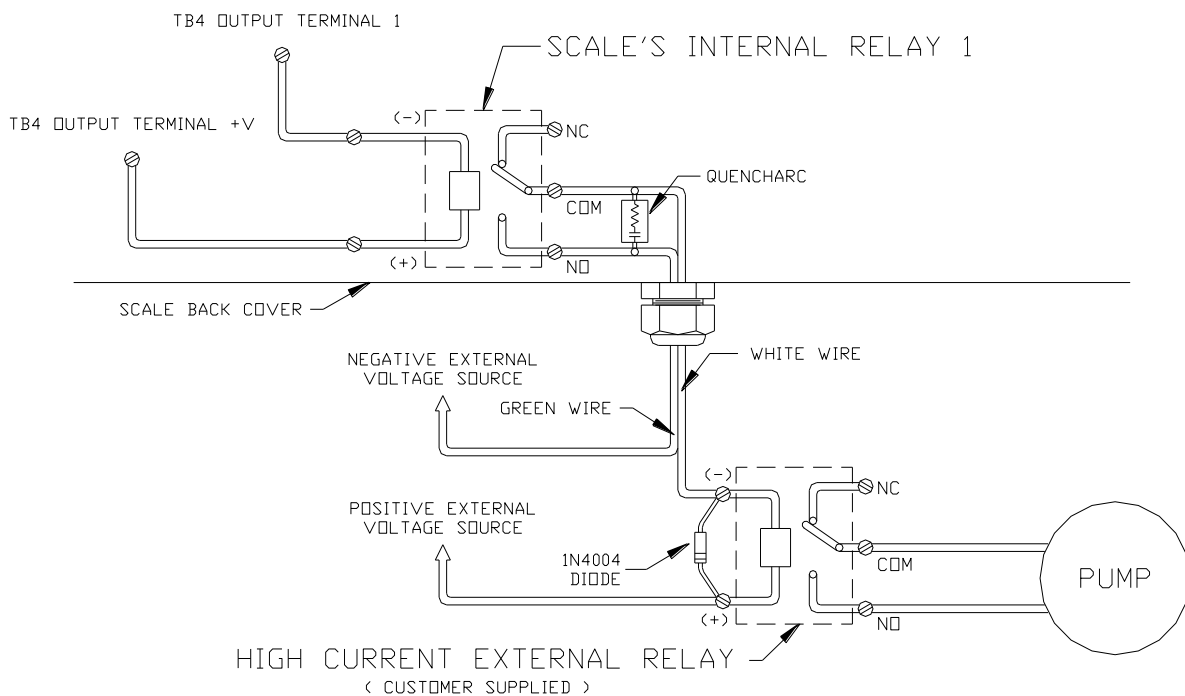 TB4 OUTPUT TERMINAL 1
SCALE'S INTERNAL RELAY 1
TB4 OUTPUT TERMINAL +V
(-)
NC
QUENCHARC
COM
(+)
NO
SCALE BACK COVER
NEGATIVE EXTERNAL
VOLTAGE SOURCE
WHITE WIRE
GREEN WIRE
(-)
NC
POSITIVE EXTERNAL
VOLTAGE SOURCE
1N4004
DIODE
COM
PUMP
(+)
NO
HIGH CURRENT EXTERNAL RELAY
( CUSTOMER SUPPLIED )